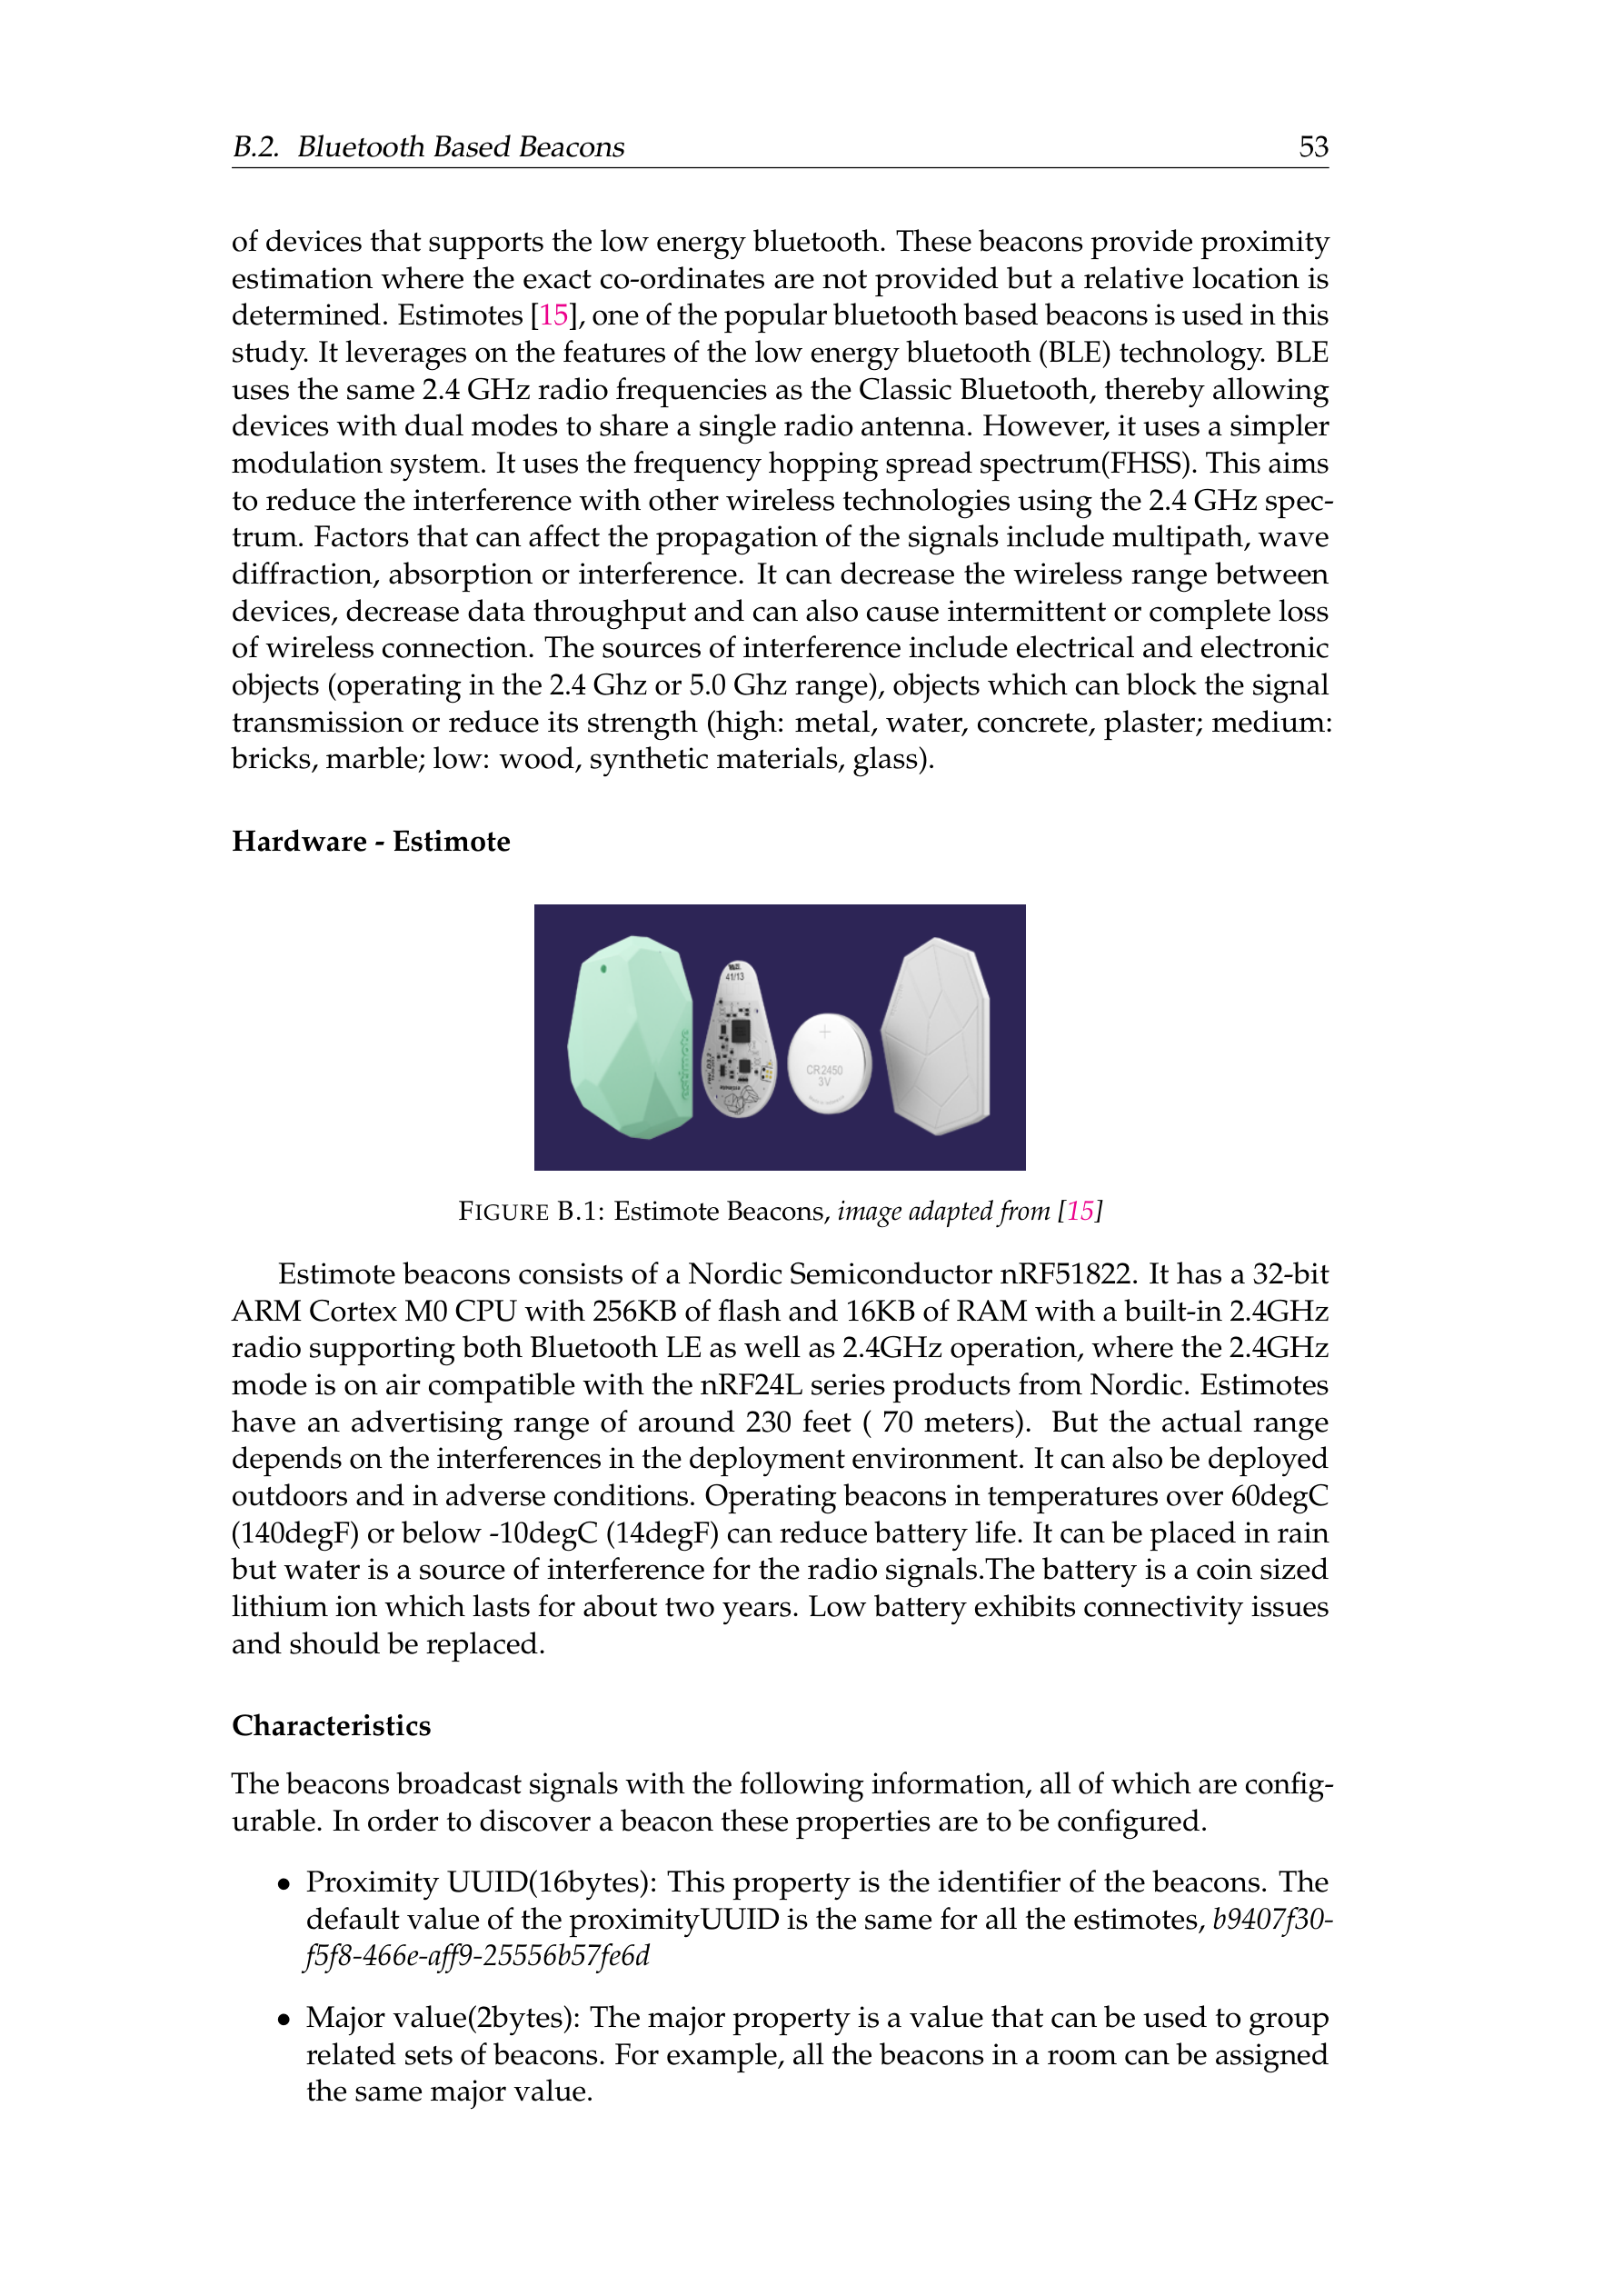 B.2. Bluetooth Based Beacons 53
of devices that supports the low energy bluetooth. These beacons provide proximity
estimation where the exact co-ordinates are not provided but a relative location is
determined. Estimotes [15], one of the popular bluetooth based beacons is used in this
study. It leverages on the features of the low energy bluetooth (BLE) technology. BLE
uses the same 2.4 GHz radio frequencies as the Classic Bluetooth, thereby allowing
devices with dual modes to share a single radio antenna. However, it uses a simpler
modulation system. It uses the frequency hopping spread spectrum(FHSS). This aims
to reduce the interference with other wireless technologies using the 2.4 GHz spec-
trum. Factors that can affect the propagation of the signals include multipath, wave
diffraction, absorption or interference. It can decrease the wireless range between
devices, decrease data throughput and can also cause intermittent or complete loss
of wireless connection. The sources of interference include electrical and electronic
objects (operating in the 2.4 Ghz or 5.0 Ghz range), objects which can block the signal
transmission or reduce its strength (high: metal, water, concrete, plaster; medium:
bricks, marble; low: wood, synthetic materials, glass).
Hardware - Estimote
41/13
estimote
CR2450
3V
FIGURE B.1: Estimote Beacons, image adapted from [15]
Estimote beacons consists of a Nordic Semiconductor nRF51822. It has a 32-bit
ARM Cortex M0 CPU with 256KB of flash and 16KB of RAM with a built-in 2.4GHz
radio supporting both Bluetooth LE as well as 2.4GHz operation, where the 2.4GHz
mode is on air compatible with the nRF24L series products from Nordic. Estimotes
have an advertising range of around 230 feet ( 70 meters). But the actual range
depends on the interferences in the deployment environment. It can also be deployed
outdoors and in adverse conditions. Operating beacons in temperatures over 60degC
(140degF) or below -10degC (14degF) can reduce battery life. It can be placed in rain
but water is a source of interference for the radio signals.The battery is a coin sized
lithium ion which lasts for about two years. Low battery exhibits connectivity issues
and should be replaced.
Characteristics
The beacons broadcast signals with the following information, all of which are config-
urable. In order to discover a beacon these properties are to be configured.
• Proximity UUID(16bytes): This property is the identifier of the beacons. The
default value of the proximityUUID is the same for all the estimotes, b9407f30-
f5f8-466e-aff9-25556b57fe6d
• Major value(2bytes): The major property is a value that can be used to group
related sets of beacons. For example, all the beacons in a room can be assigned
the same major value.